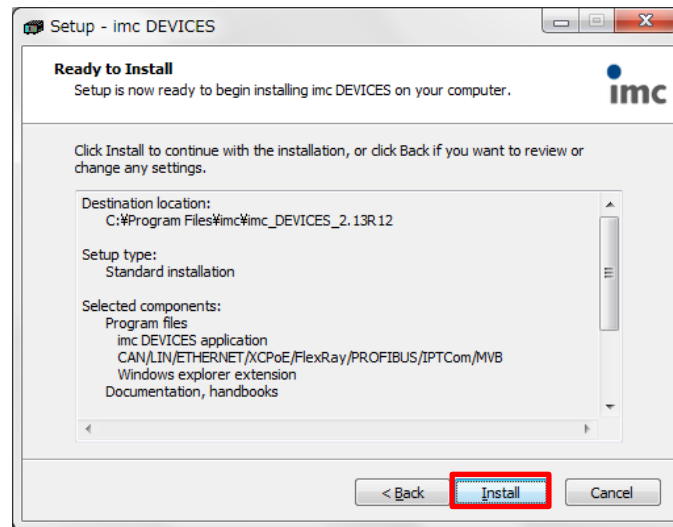 Setup - imc DEVICES
Ready to Install
Setup is now ready to begin installing imc DEVICES on your computer.
imc
Click Install to continue with the installation, or click Back if you want to review or
change any settings.
Destination location:
C:¥Program Files¥imc¥imc_DEVICES_2.13R12
Setup type:
Standard installation
Selected components:
Program files
imc DEVICES application
CAN/LIN/ETHERNET/XCPoE/FlexRay/PROFIBUS/IPTCom/MVB
Windows explorer extension
Documentation, handbooks
< Back
Install
Cancel